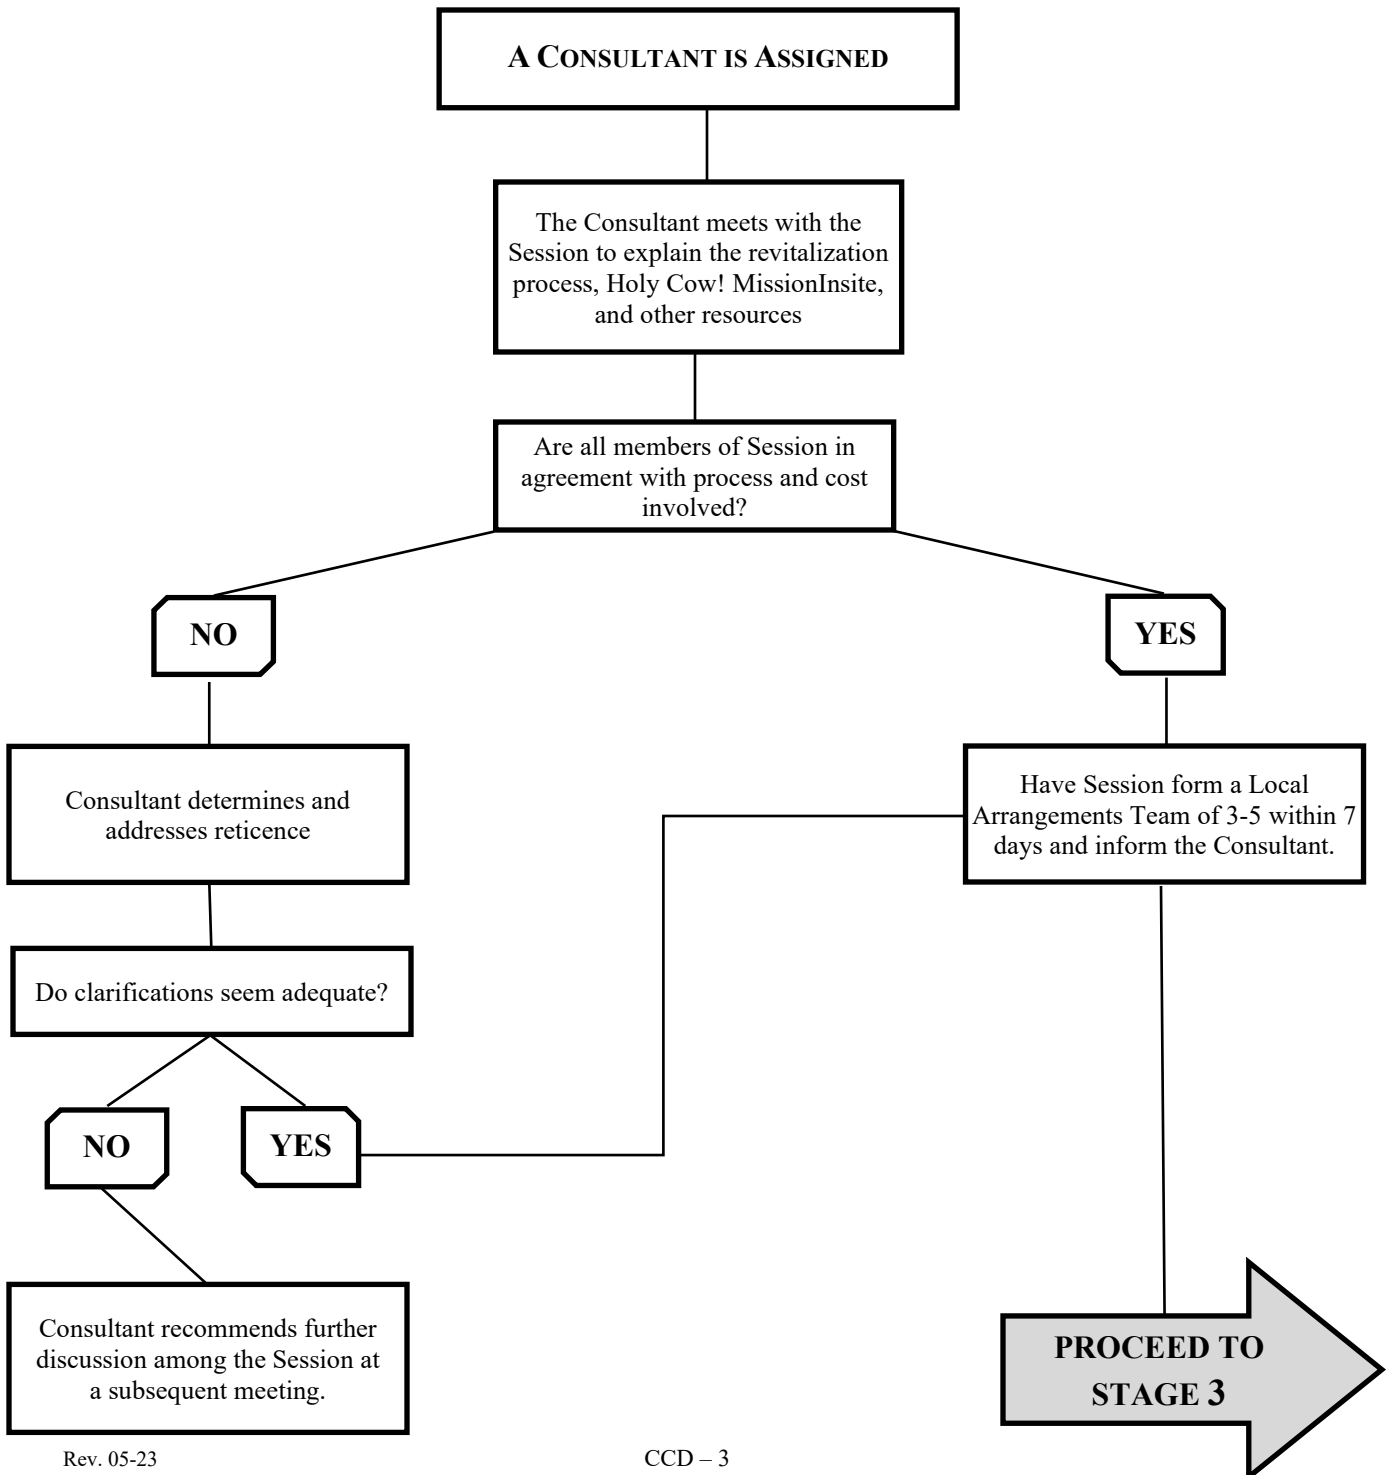 A CONSULTANT IS ASSIGNED
The Consultant meets with the
Session to explain the revitalization
process, Holy Cow! MissionInsite,
and other resources
Are all members of Session in
agreement with process and cost
involved?
NO
YES
Consultant determines and
addresses reticence
Have Session form a Local
Arrangements Team of 3-5 within 7
days and inform the Consultant.
Do clarifications seem adequate?
NO
YES
Consultant recommends further
discussion among the Session at
a subsequent meeting.
PROCEED TO
STAGE 3
Rev. 05-23
CCD – 3